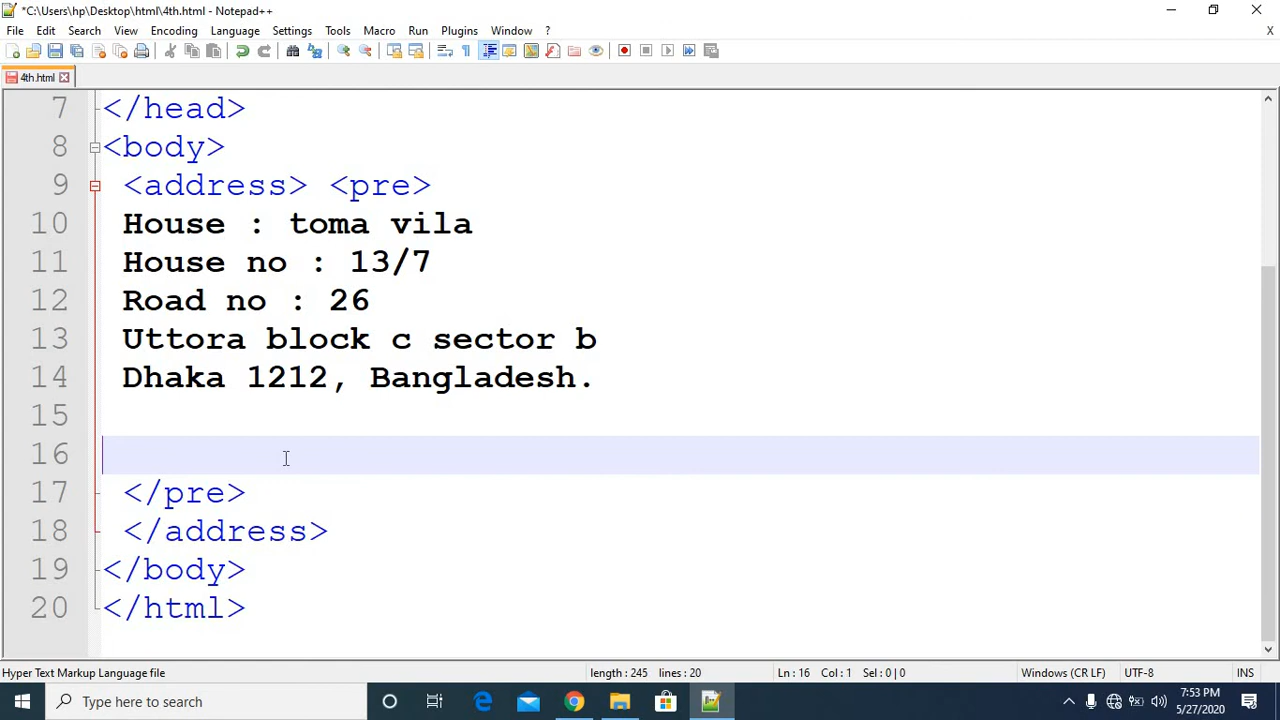 *C:\Users\hp\Desktop\html\4th.html - Notepad++
File Edit Search View Encoding Language Settings Tools Macro Run Plugins Window ? X
4th.html
7 </head>
8 <body>
9 <address> <pre>
10 House : toma vila
11 House no : 13/7
12 Road no : 26
13 Uttora block c sector b
14 Dhaka 1212, Bangladesh.
15
16
17 </pre>
18 </address>
19 </body>
20 </html>
Hyper Text Markup Language file length : 245 lines : 20 Ln : 16 Col : 1 Sel : 0 | 0 Windows (CR LF) UTF-8 INS
Type here to search 7:53 PM
5/27/2020